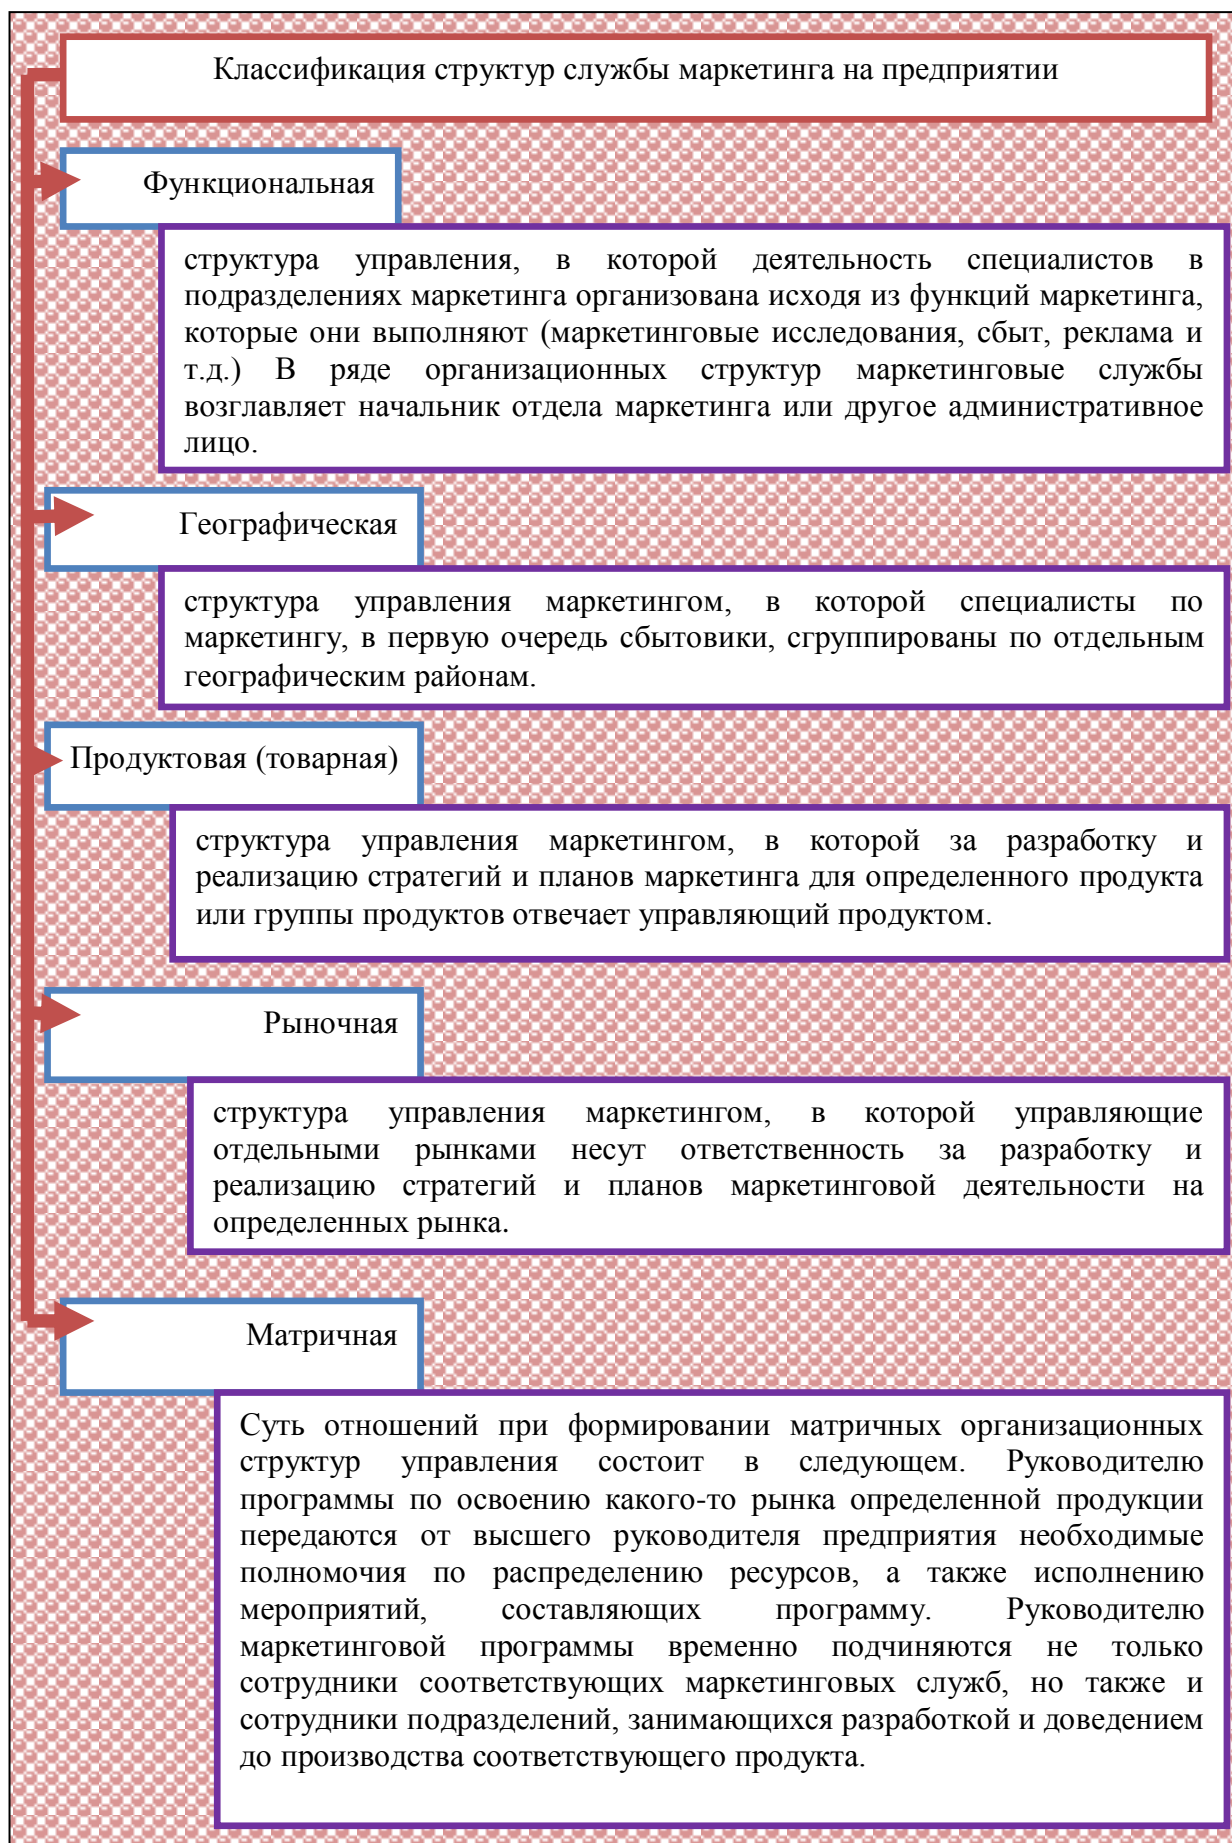 Классификация структур службы маркетинга на предприятии
Функциональная
структура управления, в которой деятельность специалистов в
подразделениях маркетинга организована исходя из функций маркетинга,
которые они выполняют (маркетинговые исследования, сбыт, реклама и
т.д.) В ряде организационных структур маркетинговые службы
возглавляет начальник отдела маркетинга или другое административное
лицо.
Географическая
структура управления маркетингом, в которой специалисты по
маркетингу, в первую очередь сбытовики, сгруппированы по отдельным
географическим районам.
Продуктовая (товарная)
структура управления маркетингом, в которой за разработку и
реализацию стратегий и планов маркетинга для определенного продукта
или группы продуктов отвечает управляющий продуктом.
Рыночная
структура управления маркетингом, в которой управляющие
отдельными рынками несут ответственность за разработку и
реализацию стратегий и планов маркетинговой деятельности на
определенных рынка.
Матричная
Суть отношений при формировании матричных организационных
структур управления состоит в следующем. Руководителю
программы по освоению какого-то рынка определенной продукции
передаются от высшего руководителя предприятия необходимые
полномочия по распределению ресурсов, а также исполнению
мероприятий, составляющих программу. Руководителю
маркетинговой программы временно подчиняются не только
сотрудники соответствующих маркетинговых служб, но также и
сотрудники подразделений, занимающихся разработкой и доведением
до производства соответствующего продукта.